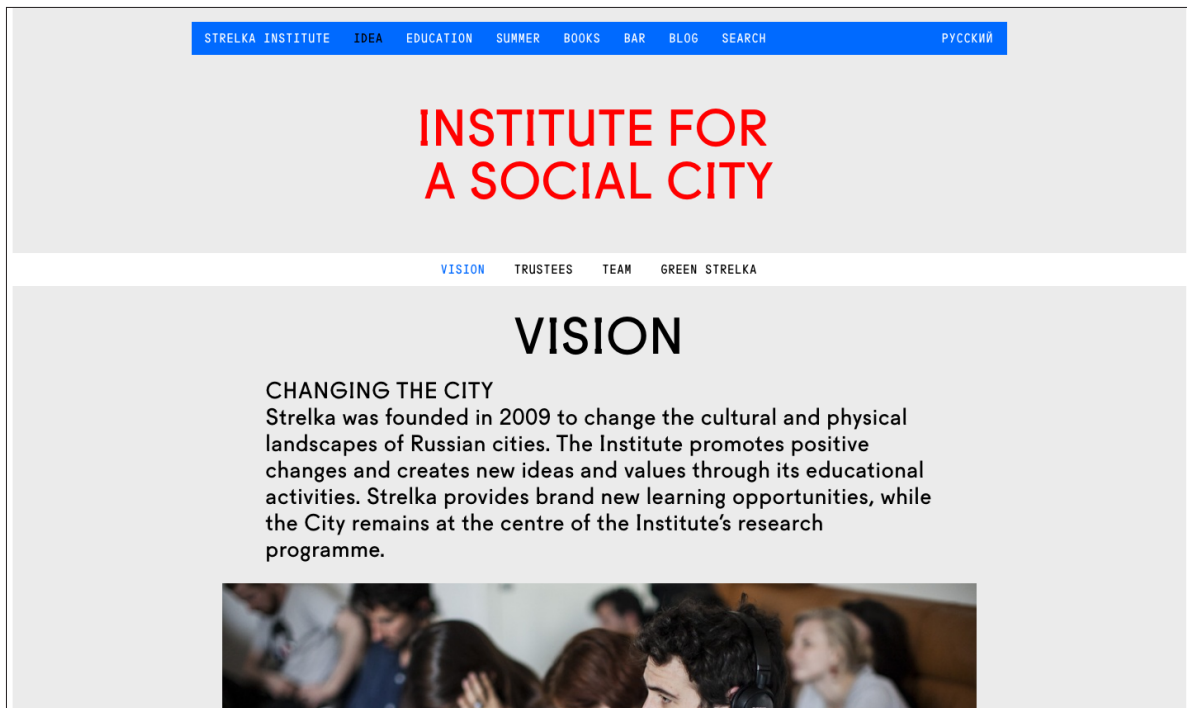 STRELKA INSTITUTE IDEA EDUCATION SUMMER BOOKS BAR BLOG SEARCH РУССКИЙ
INSTITUTE FOR
A SOCIAL CITY
VISION TRUSTEES TEAM GREEN STRELKA
VISION
CHANGING THE CITY
Strelka was founded in 2009 to change the cultural and physical
landscapes of Russian cities. The Institute promotes positive
changes and creates new ideas and values through its educational
activities. Strelka provides brand new learning opportunities, while
the City remains at the centre of the Institute’s research
programme.